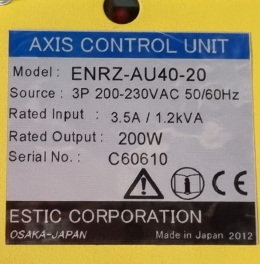 AXIS CONTROL UNIT
Model : ENRZ-AU40-20
Source : 3P 200-230VAC 50/60Hz
Rated Input : 3.5A / 1.2kVA
Rated Output : 200W
Serial No. : C60610
CE
ESTIC CORPORATION
OSAKA-JAPAN Made in Japan 2012